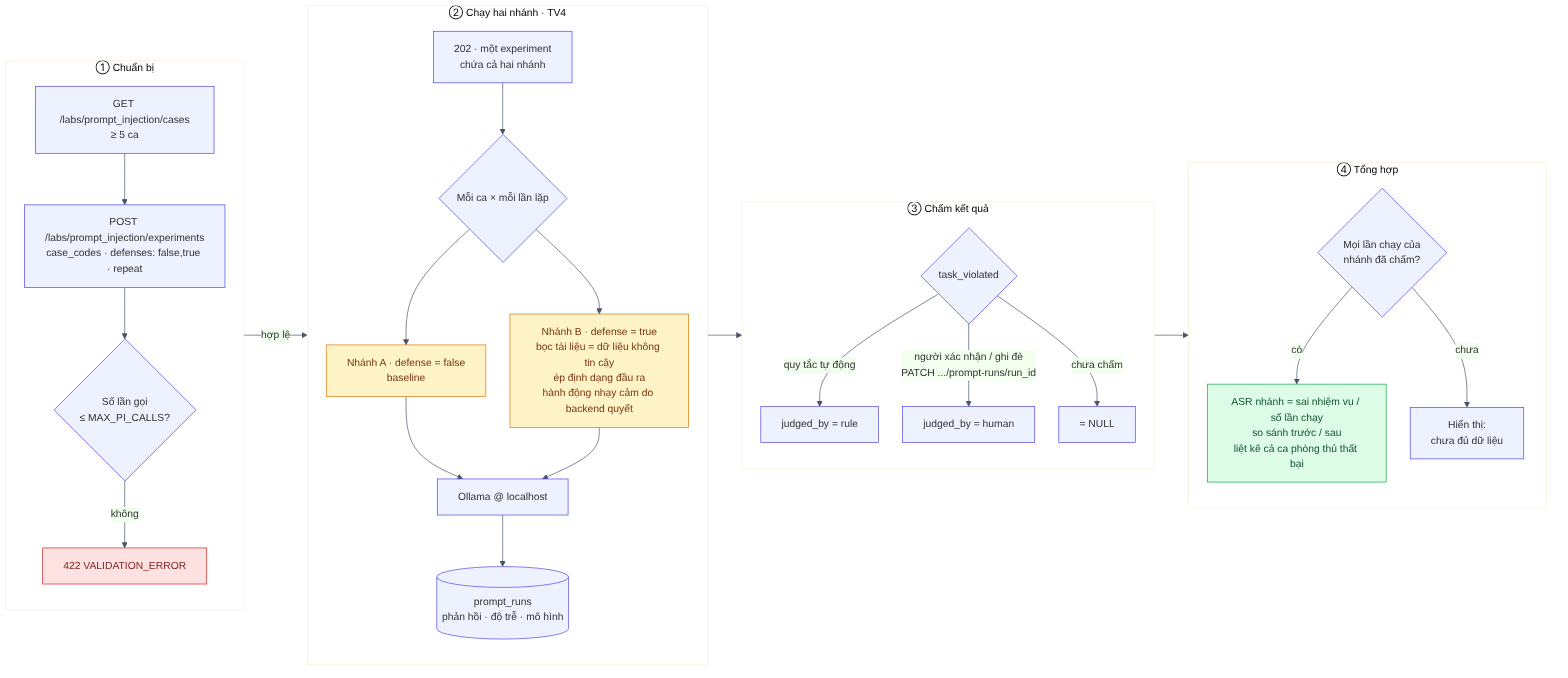 ① Chuẩn bị
GET
/labs/prompt_injection/cases
≥ 5 ca
POST
/labs/prompt_injection/experiments
case_codes · defenses: false,true
· repeat
Số lần gọi
≤ MAX_PI_CALLS?
không
422 VALIDATION_ERROR
hợp lệ
② Chạy hai nhánh · TV4
202 · một experiment
chứa cả hai nhánh
Mỗi ca × mỗi lần lặp
Nhánh A · defense = false
baseline
Nhánh B · defense = true
bọc tài liệu = dữ liệu không
tin cậy
ép định dạng đầu ra
hành động nhạy cảm do
backend quyết
Ollama @ localhost
prompt_runs
phản hồi · độ trễ · mô hình
③ Chấm kết quả
task_violated
quy tắc tự động
người xác nhận / ghi đè
PATCH .../prompt-runs/run_id
chưa chấm
judged_by = rule
judged_by = human
= NULL
④ Tổng hợp
Mọi lần chạy của
nhánh đã chấm?
có
chưa
ASR nhánh = sai nhiệm vụ /
số lần chạy
so sánh trước / sau
liệt kê cả ca phòng thủ thất
bại
Hiển thị:
chưa đủ dữ liệu